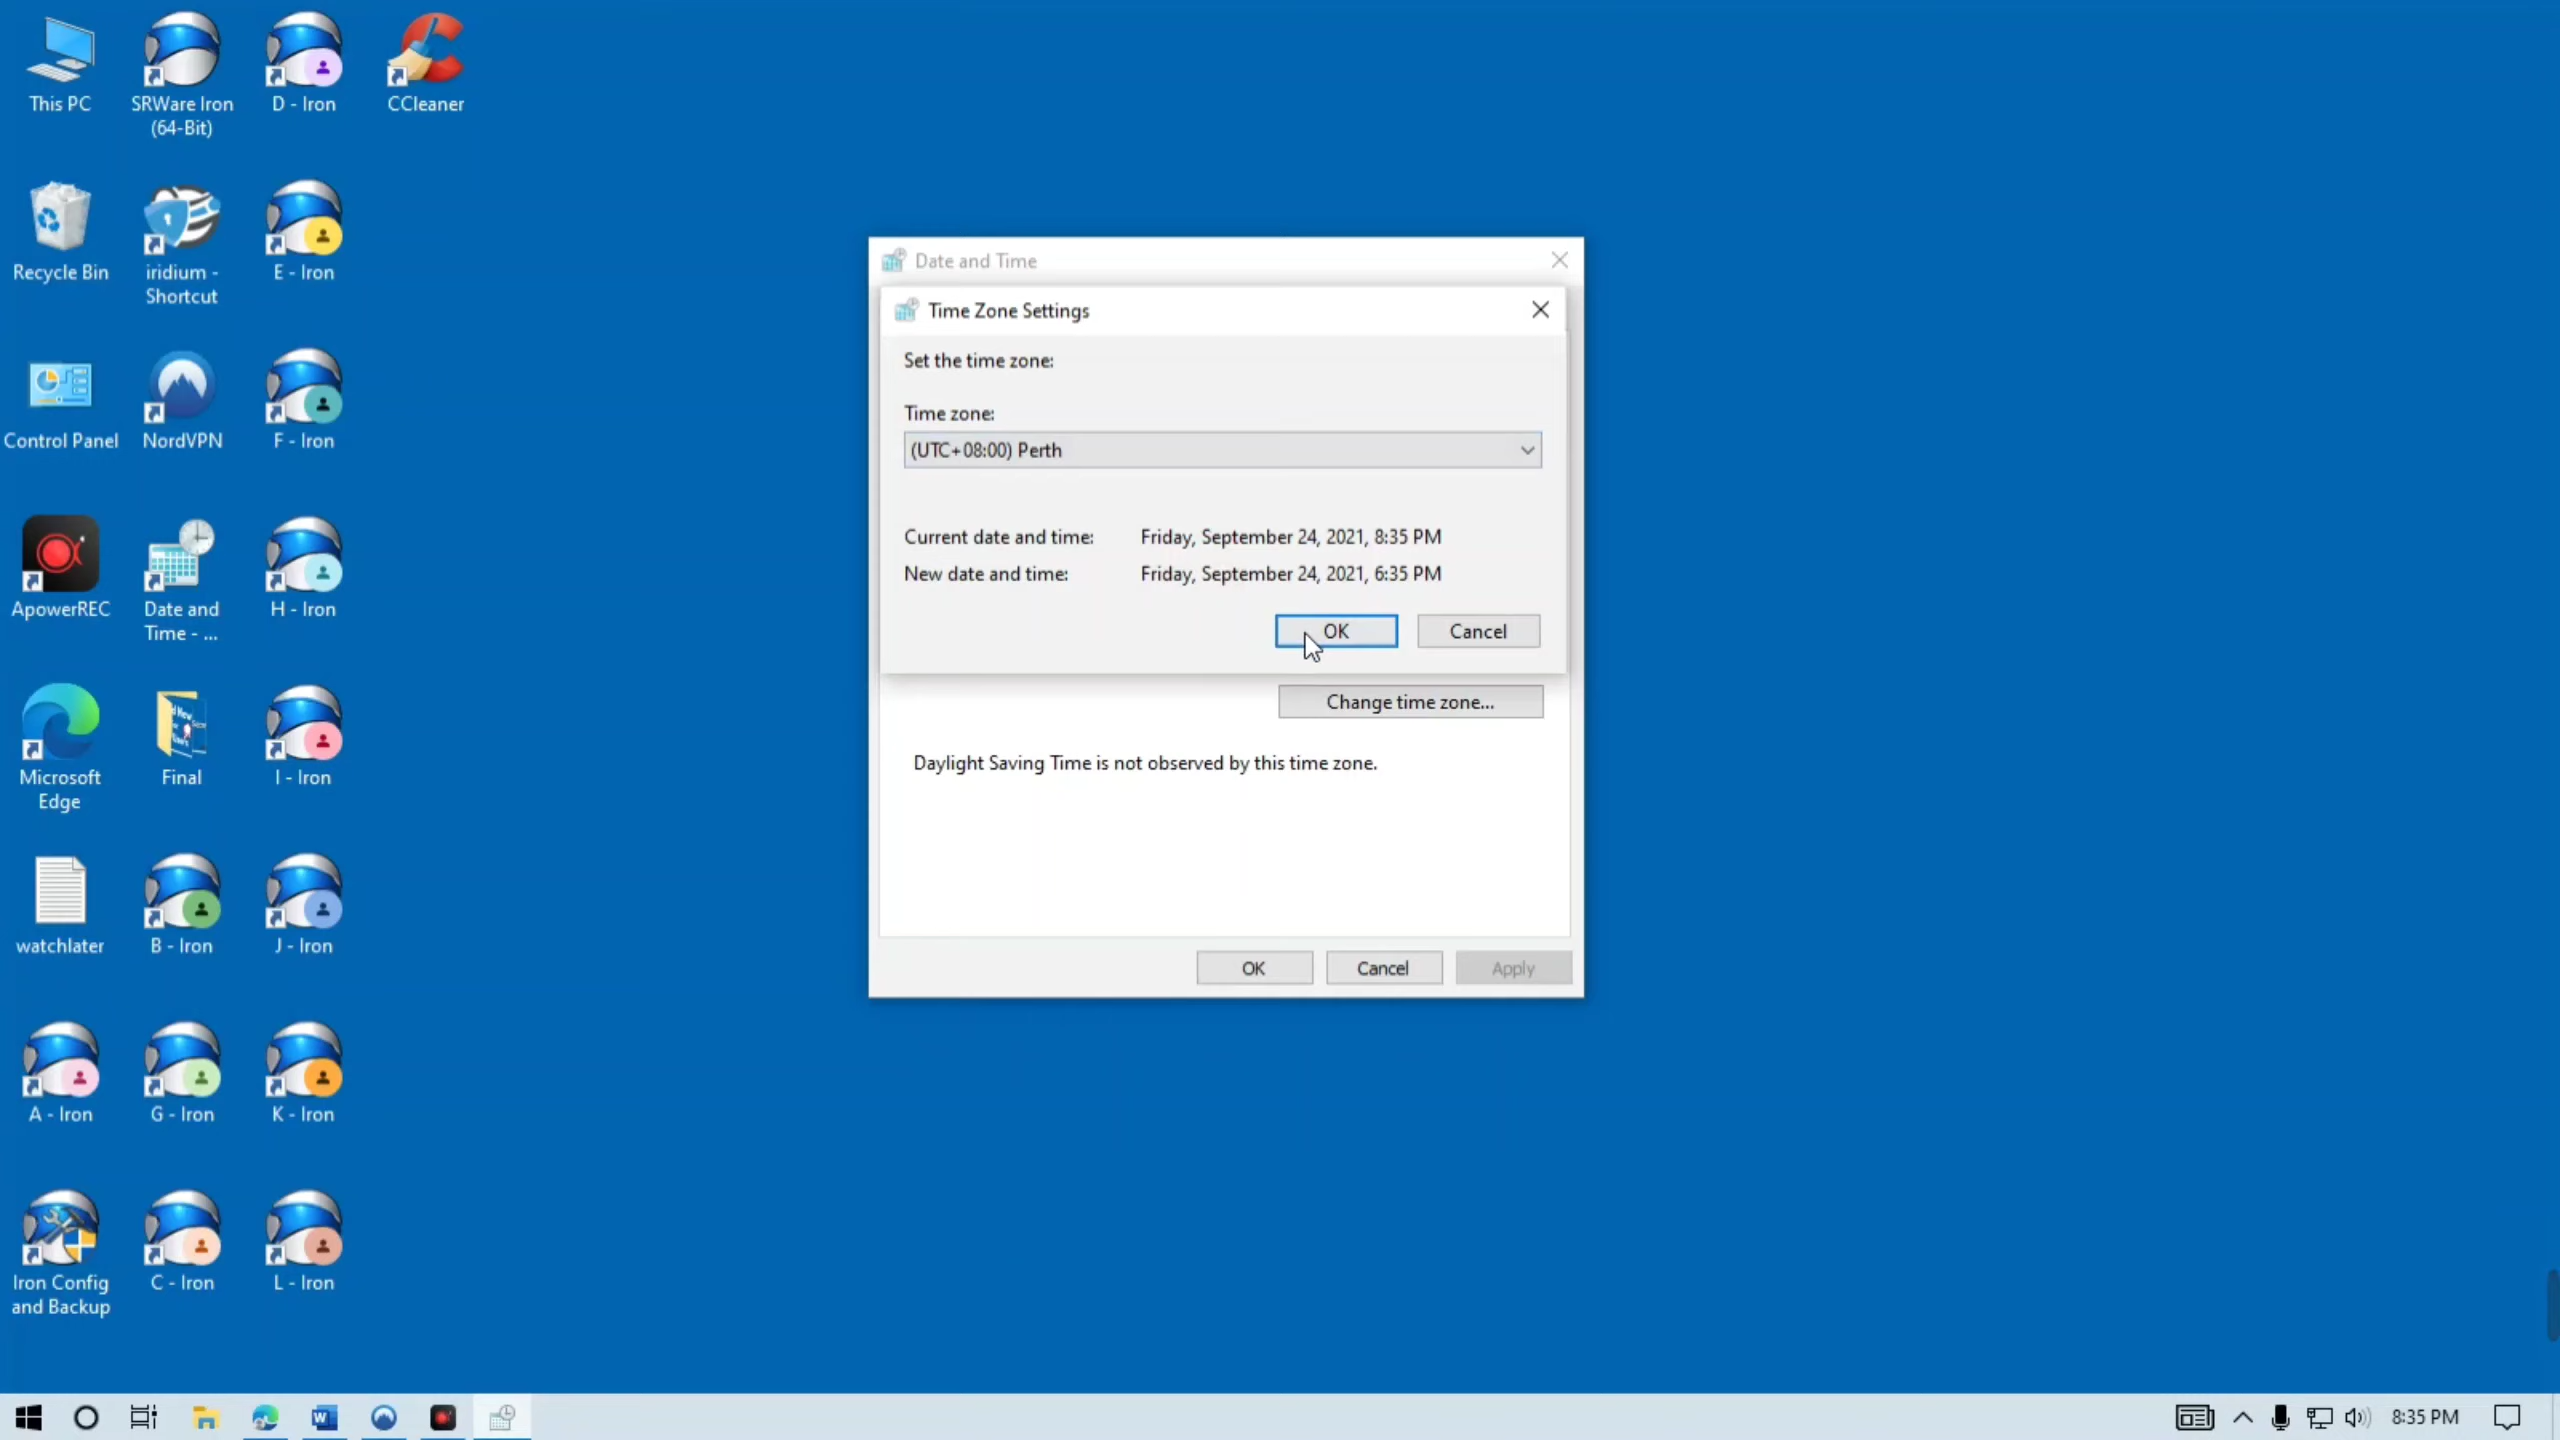 This PC
SRWare Iron
(64-Bit)
D - Iron
CCleaner
Recycle Bin
iridium -
Shortcut
E - Iron
Control Panel
NordVPN
F - Iron
ApowerREC
Date and
Time - ...
H - Iron
Microsoft
Edge
Final
I - Iron
watchlater
B - Iron
J - Iron
A - Iron
G - Iron
K - Iron
Iron Config
and Backup
C - Iron
L - Iron
Date and Time
Time Zone Settings
Set the time zone:
Time zone:
(UTC+08:00) Perth
Current date and time: Friday, September 24, 2021, 8:35 PM
New date and time: Friday, September 24, 2021, 6:35 PM
OK Cancel
Change time zone...
Daylight Saving Time is not observed by this time zone.
OK Cancel Apply
8:35 PM